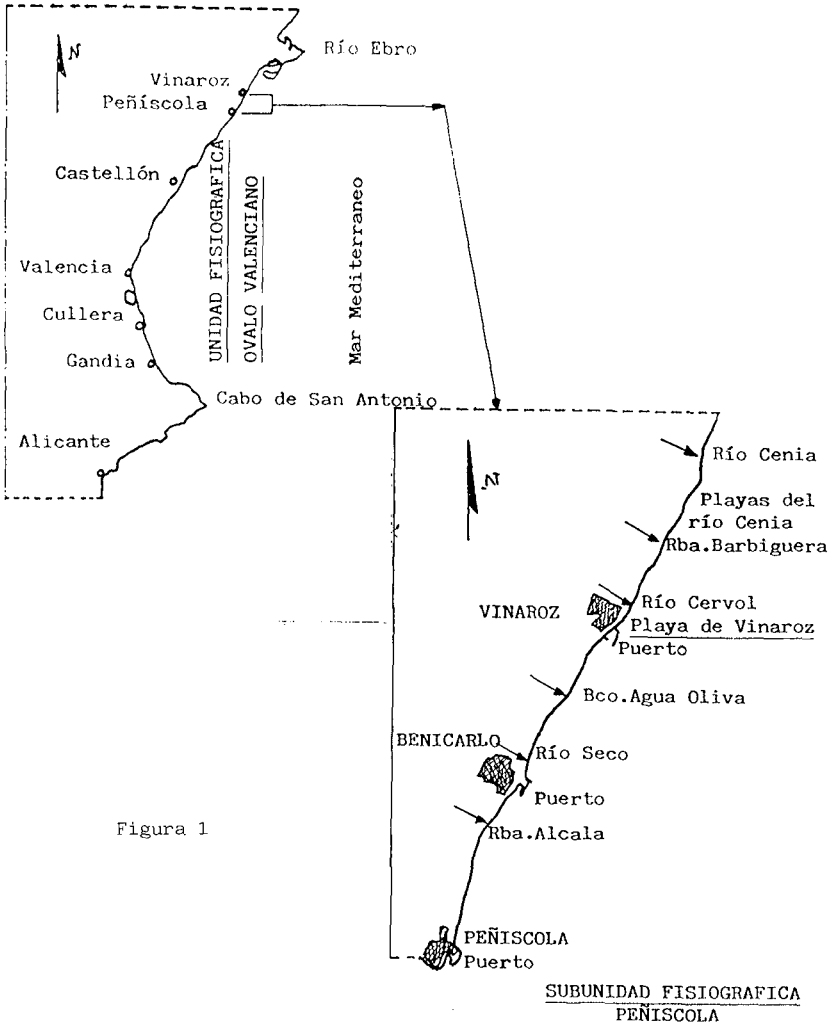 N
Río Ebro
Vinaroz
Peñíscola
Castellón
UNIDAD FISIOGRAFICA
OVALO VALENCIANO
Mar Mediterraneo
Valencia
Cullera
Gandia
Cabo de San Antonio
Alicante
N
Río Cenia
Playas del
río Cenia
Rba.Barbiguera
VINAROZ
Río Cervol
Playa de Vinaroz
Puerto
Bco.Agua Oliva
BENICARLO
Río Seco
Puerto
Rba.Alcala
Figura 1
PEÑISCOLA
Puerto
SUBUNIDAD FISIOGRAFICA
PEÑISCOLA